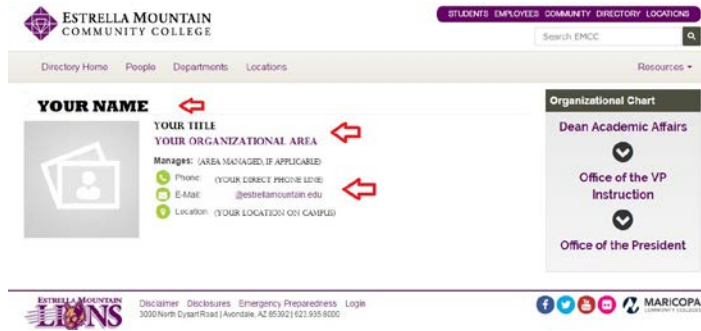 ESTRELLA MOUNTAIN
COMMUNITY COLLEGE
STUDENTS EMPLOYEES COMMUNITY DIRECTORY LOCATIONS
Search EMCC
Directory Home People Departments Locations Resources
YOUR NAME
YOUR TITLE
YOUR ORGANIZATIONAL AREA
Manages: (AREA MANAGED, IF APPLICABLE)
Phone: (YOUR DIRECT PHONE LINE)
E-Mail: @estrellamountain.edu
Location: (YOUR LOCATION ON CAMPUS)
Organizational Chart
Dean Academic Affairs
Office of the VP
Instruction
Office of the President
ESTRELLA MOUNTAIN
LIONS
Disclaimer Disclosures Emergency Preparedness Login
3000 North Dysart Road | Avondale, AZ 85392 | 623.935.8000
MARICOPA
COMMUNITY COLLEGES